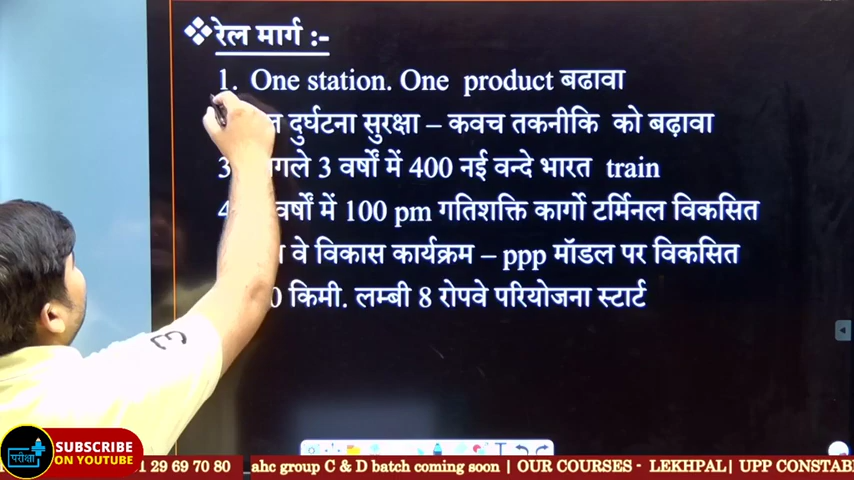 ❖रेल मार्ग :-
1. One station. One product बढावा
दुर्घटना सुरक्षा – कवच तकनीकि को बढ़ावा
3 गले 3 वर्षों में 400 नई वन्दे भारत train
4 वर्षों में 100 pm गतिशक्ति कार्गो टर्मिनल विकसित
वे विकास कार्यक्रम – ppp मॉडल पर विकसित
0 किमी. लम्बी 8 रोपवे परियोजना स्टार्ट
3
परीक्षा
SUBSCRIBE
ON YOUTUBE
1 29 69 70 80 ahc group C & D batch coming soon | OUR COURSES - LEKHPAL| UPP CONSTAB